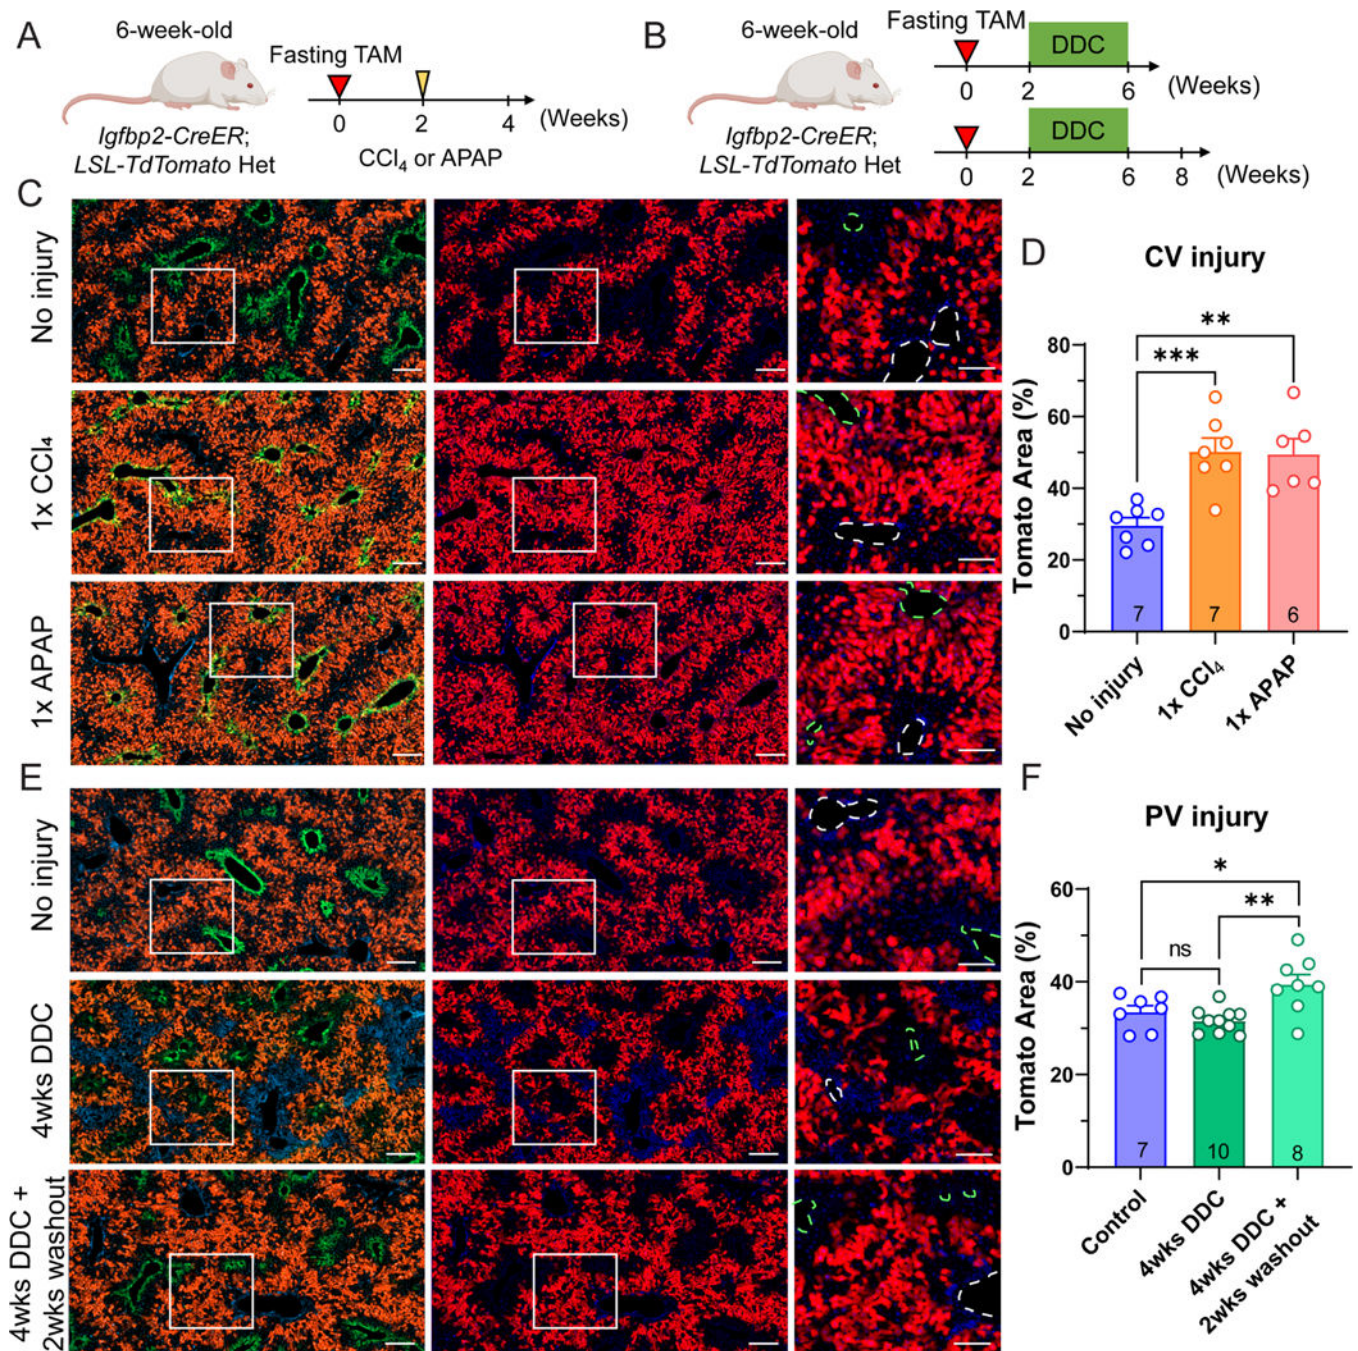 A
6-week-old
Fasting TAM
0
2
4
(Weeks)
CCl₄ or APAP
Igfbp2-CreER;
LSL-TdTomato Het
B
6-week-old
Fasting TAM
DDC
0
2
6
(Weeks)
DDC
0
2
6
8
(Weeks)
Igfbp2-CreER;
LSL-TdTomato Het
C
No injury
1x CCl₄
1x APAP
D
CV injury
**
***
Tomato Area (%)
80
60
40
20
0
7
7
6
No injury
1x CCl₄
1x APAP
E
No injury
4wks DDC
4wks DDC +
2wks washout
F
PV injury
*
**
ns
Tomato Area (%)
60
40
20
0
7
10
8
Control
4wks DDC
4wks DDC +
2wks washout